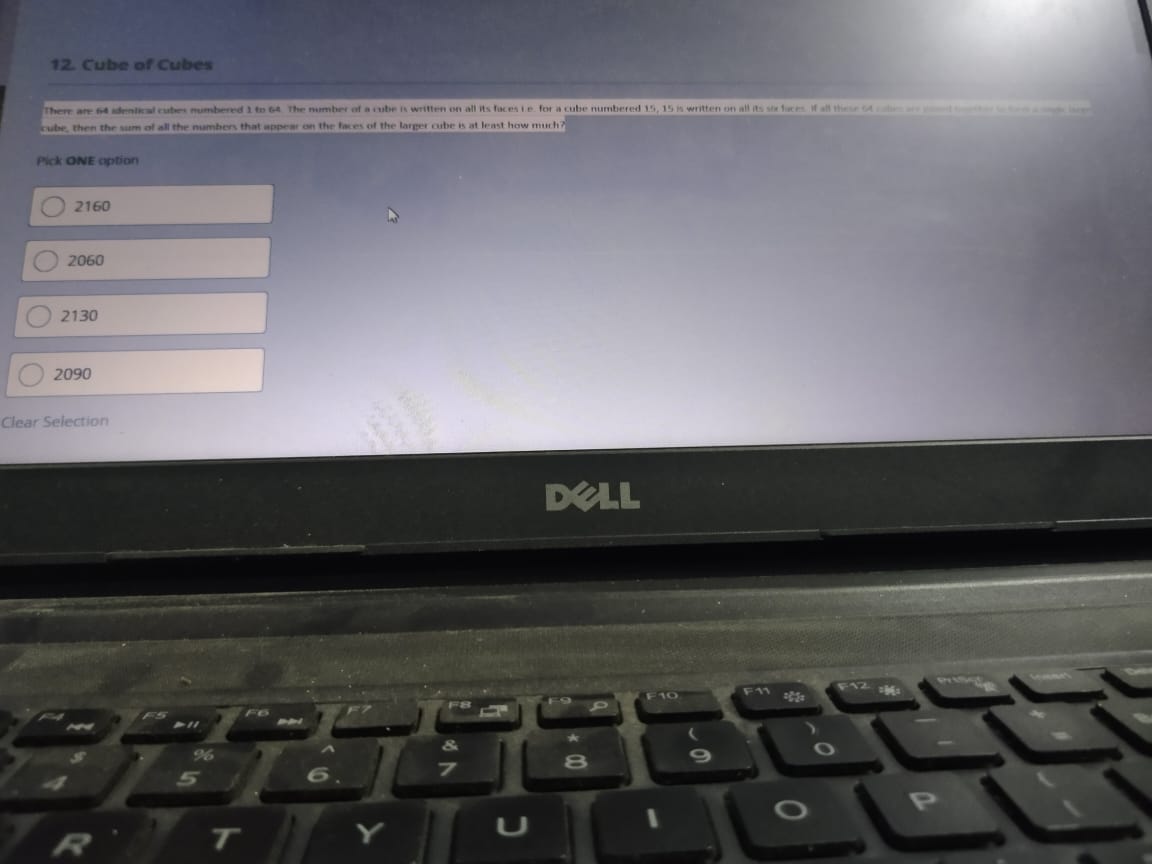 12. Cube of Cubes
There are 64 identical cubes numbered 1 to 64. The number of a cube is written on all its faces i.e. for a cube numbered 15, 15 is written on all its six faces. If all these 64 cubes are joined together to form a single large
cube, then the sum of all the numbers that appear on the faces of the larger cube is at least how much?
Pick ONE option
2160
2060
2130
2090
Clear Selection
DELL
F4 F5 F6 F7 F8 F9 F10 F11 F12 PrtScr Insert
$ % ^ & * ( )
4 5 6 7 8 9 0 - =
R T Y U I O P